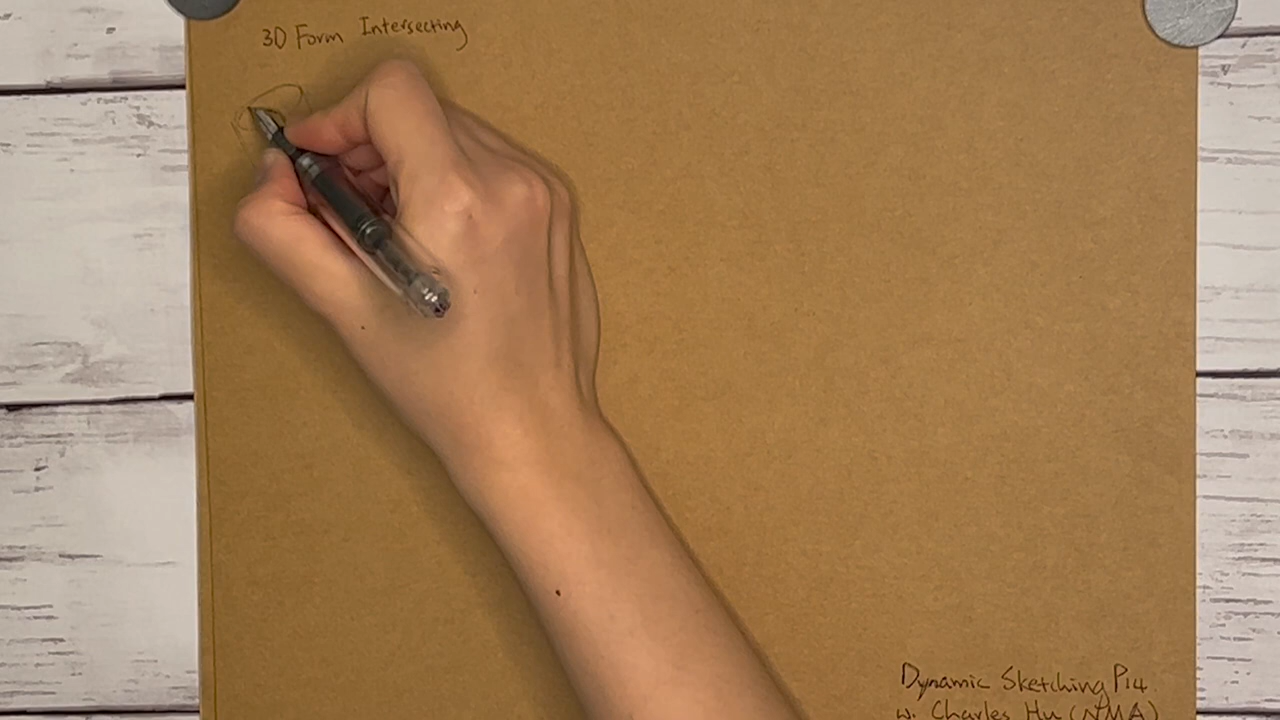 3D Form Intersecting
Dynamic Sketching P14
w. Charles Hu (NMA)